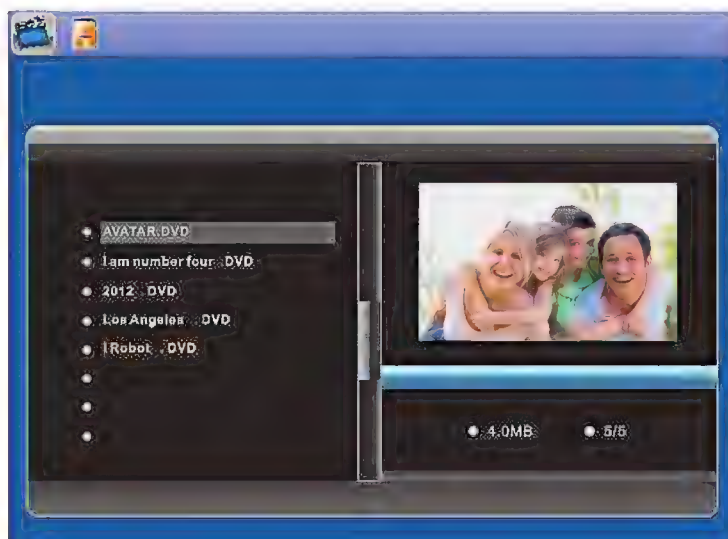 AVATAR.DVD
I am number four .DVD
2012 .DVD
Los Angeles .DVD
I Robot .DVD
4.0MB
5/5